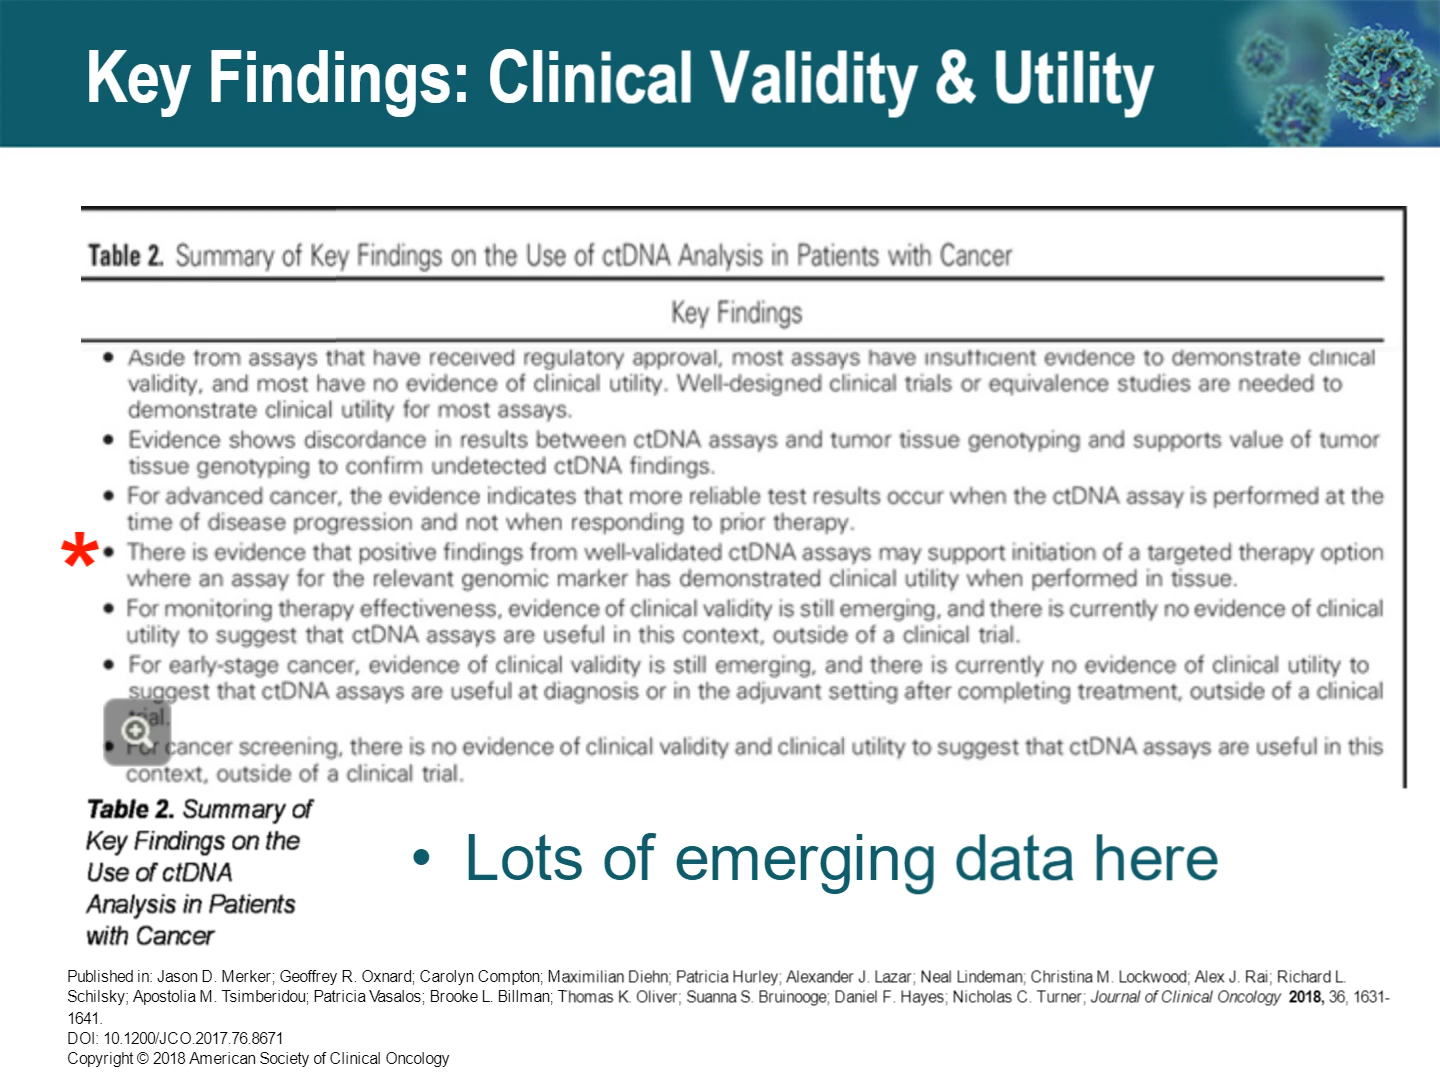 Key Findings: Clinical Validity & Utility
Table 2. Summary of Key Findings on the Use of ctDNA Analysis in Patients with Cancer
Key Findings
• Aside from assays that have received regulatory approval, most assays have insufficient evidence to demonstrate clinical
validity, and most have no evidence of clinical utility. Well-designed clinical trials or equivalence studies are needed to
demonstrate clinical utility for most assays.
• Evidence shows discordance in results between ctDNA assays and tumor tissue genotyping and supports value of tumor
tissue genotyping to confirm undetected ctDNA findings.
• For advanced cancer, the evidence indicates that more reliable test results occur when the ctDNA assay is performed at the
time of disease progression and not when responding to prior therapy.
* • There is evidence that positive findings from well-validated ctDNA assays may support initiation of a targeted therapy option
where an assay for the relevant genomic marker has demonstrated clinical utility when performed in tissue.
• For monitoring therapy effectiveness, evidence of clinical validity is still emerging, and there is currently no evidence of clinical
utility to suggest that ctDNA assays are useful in this context, outside of a clinical trial.
• For early-stage cancer, evidence of clinical validity is still emerging, and there is currently no evidence of clinical utility to
suggest that ctDNA assays are useful at diagnosis or in the adjuvant setting after completing treatment, outside of a clinical
trial.
• For cancer screening, there is no evidence of clinical validity and clinical utility to suggest that ctDNA assays are useful in this
context, outside of a clinical trial.
Table 2. Summary of
Key Findings on the
Use of ctDNA
Analysis in Patients
with Cancer
• Lots of emerging data here
Published in: Jason D. Merker; Geoffrey R. Oxnard; Carolyn Compton; Maximilian Diehn; Patricia Hurley; Alexander J. Lazar; Neal Lindeman; Christina M. Lockwood; Alex J. Rai; Richard L.
Schilsky; Apostolia M. Tsimberidou; Patricia Vasalos; Brooke L. Billman; Thomas K. Oliver; Suanna S. Bruinooge; Daniel F. Hayes; Nicholas C. Turner; Journal of Clinical Oncology 2018, 36, 1631-
1641.
DOI: 10.1200/JCO.2017.76.8671
Copyright © 2018 American Society of Clinical Oncology